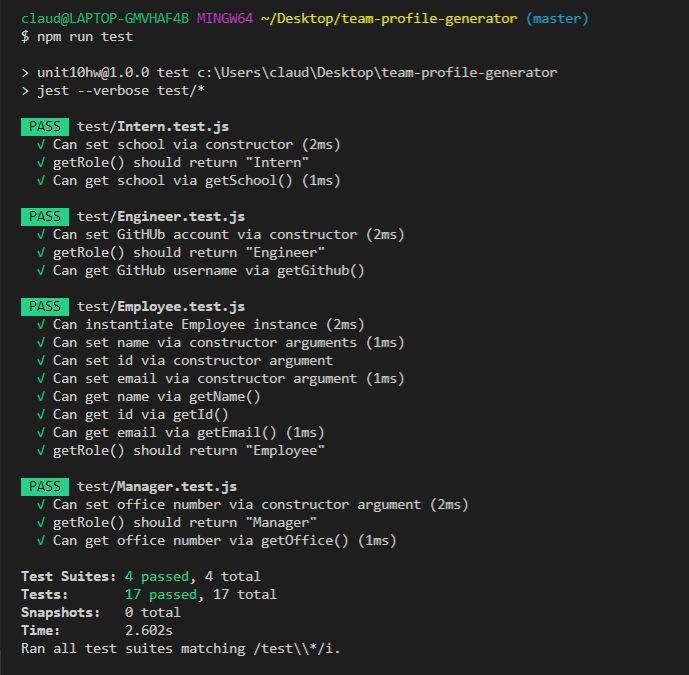 claud@LAPTOP-GMVHAF4B MINGW64 ~/Desktop/team-profile-generator (master)
$ npm run test
> unit10hw@1.0.0 test c:\Users\claud\Desktop\team-profile-generator
> jest --verbose test/*
PASS test/Intern.test.js
√ Can set school via constructor (2ms)
√ getRole() should return "Intern"
√ Can get school via getSchool() (1ms)
PASS test/Engineer.test.js
√ Can set GitHUb account via constructor (2ms)
√ getRole() should return "Engineer"
√ Can get GitHub username via getGithub()
PASS test/Employee.test.js
√ Can instantiate Employee instance (2ms)
√ Can set name via constructor arguments (1ms)
√ Can set id via constructor argument
√ Can set email via constructor argument (1ms)
√ Can get name via getName()
√ Can get id via getId()
√ Can get email via getEmail() (1ms)
√ getRole() should return "Employee"
PASS test/Manager.test.js
√ Can set office number via constructor argument (2ms)
√ getRole() should return "Manager"
√ Can get office number via getOffice() (1ms)
Test Suites: 4 passed, 4 total
Tests: 17 passed, 17 total
Snapshots: 0 total
Time: 2.602s
Ran all test suites matching /test\\*/i.